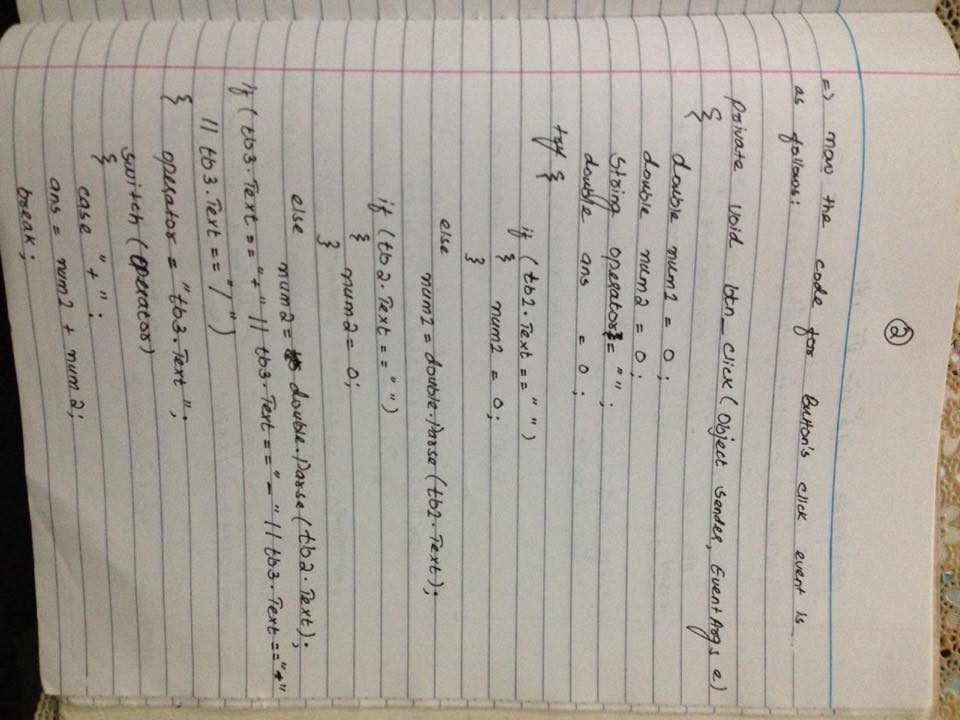 ②
=> now the code for Button's click event is
as follows:
private void btn_click(Object sender, EventArgs e)
{
double num1 = 0;
double num2 = 0;
String operator = "";
double ans = 0;
try {
if (tb1.Text == "")
{ num1 = 0;
}
else
num1 = double.Parse(tb1.Text);
if (tb2.Text == "")
{ num2 = 0;
}
else
num2 = double.Parse(tb2.Text);
if (tb3.Text == "+" || tb3.Text == "-" || tb3.Text == "*"
|| tb3.Text == "/")
{ operator = "tb3.Text";
switch (operator)
{
case "+":
ans = num1 + num2;
break;